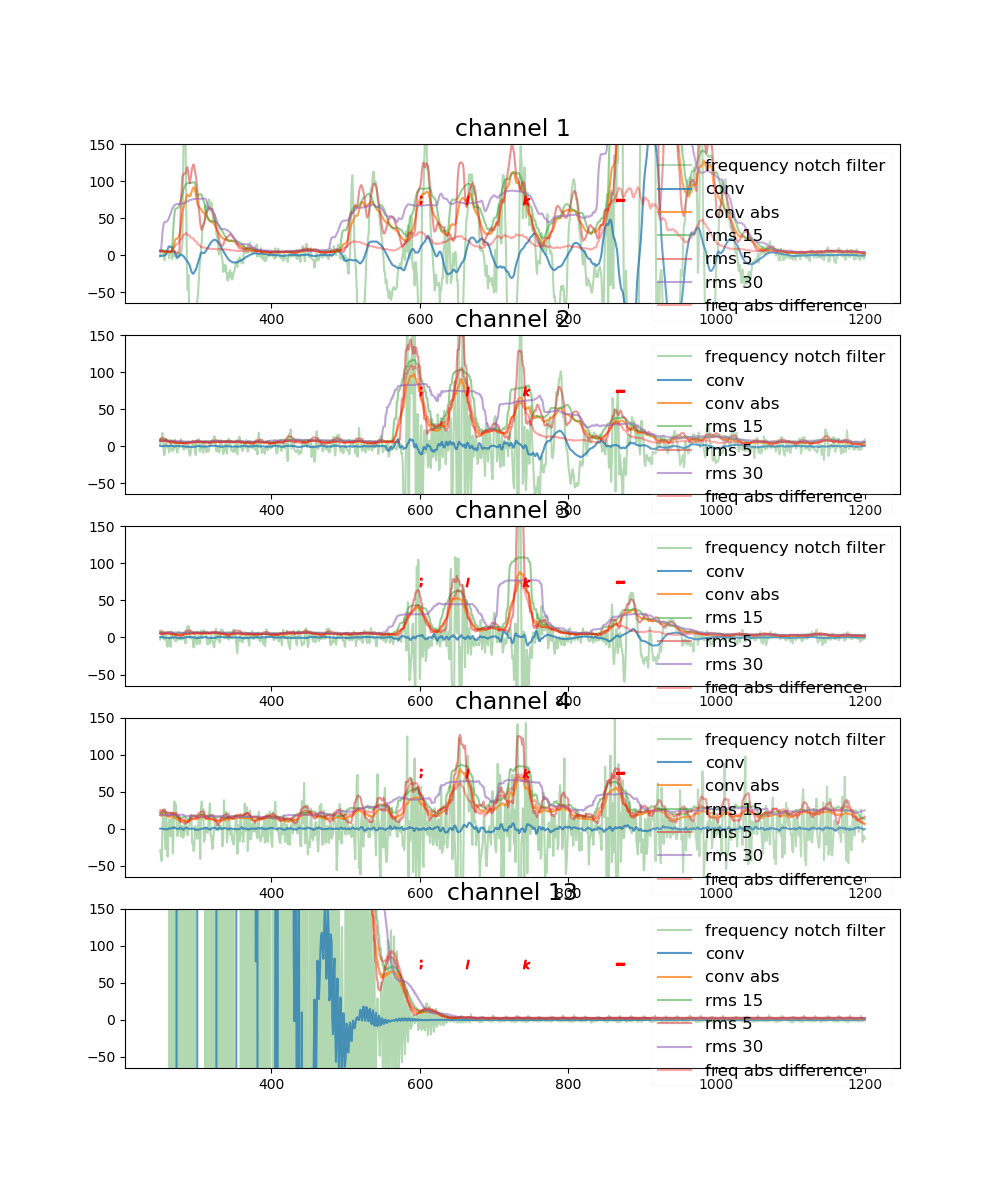 channel 1
150
100
50
0
−50
; l k –
frequency notch filter
conv
conv abs
rms 15
rms 5
rms 30
freq abs difference
400 600 800 1000 1200
channel 2
150
100
50
0
−50
; l k –
frequency notch filter
conv
conv abs
rms 15
rms 5
rms 30
freq abs difference
400 600 800 1000 1200
channel 3
150
100
50
0
−50
; l k –
frequency notch filter
conv
conv abs
rms 15
rms 5
rms 30
freq abs difference
400 600 800 1000 1200
channel 4
150
100
50
0
−50
; l k –
frequency notch filter
conv
conv abs
rms 15
rms 5
rms 30
freq abs difference
400 600 800 1000 1200
channel 13
150
100
50
0
−50
; l k –
frequency notch filter
conv
conv abs
rms 15
rms 5
rms 30
freq abs difference
400 600 800 1000 1200